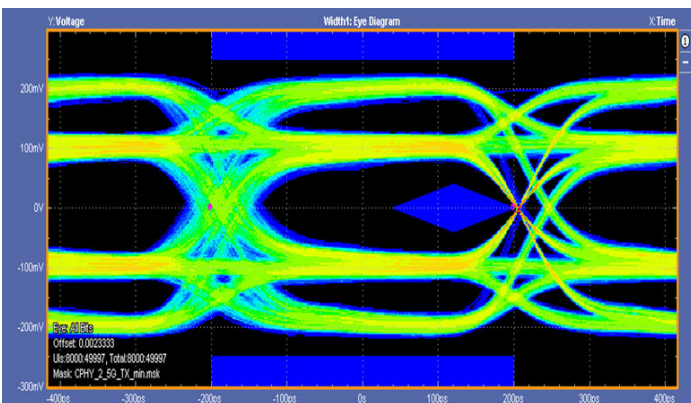 Y:Voltage Width1: Eye Diagram X:Time
200mV
100mV
0V
-100mV
-200mV
-300mV
Eye: All Bits
Offset: 0.0023333
UIs:8000:49997, Total:8000:49997
Mask: CPHY_2_5G_TX_min.msk
-400ps -300ps -200ps -100ps 0s 100ps 200ps 300ps 400ps